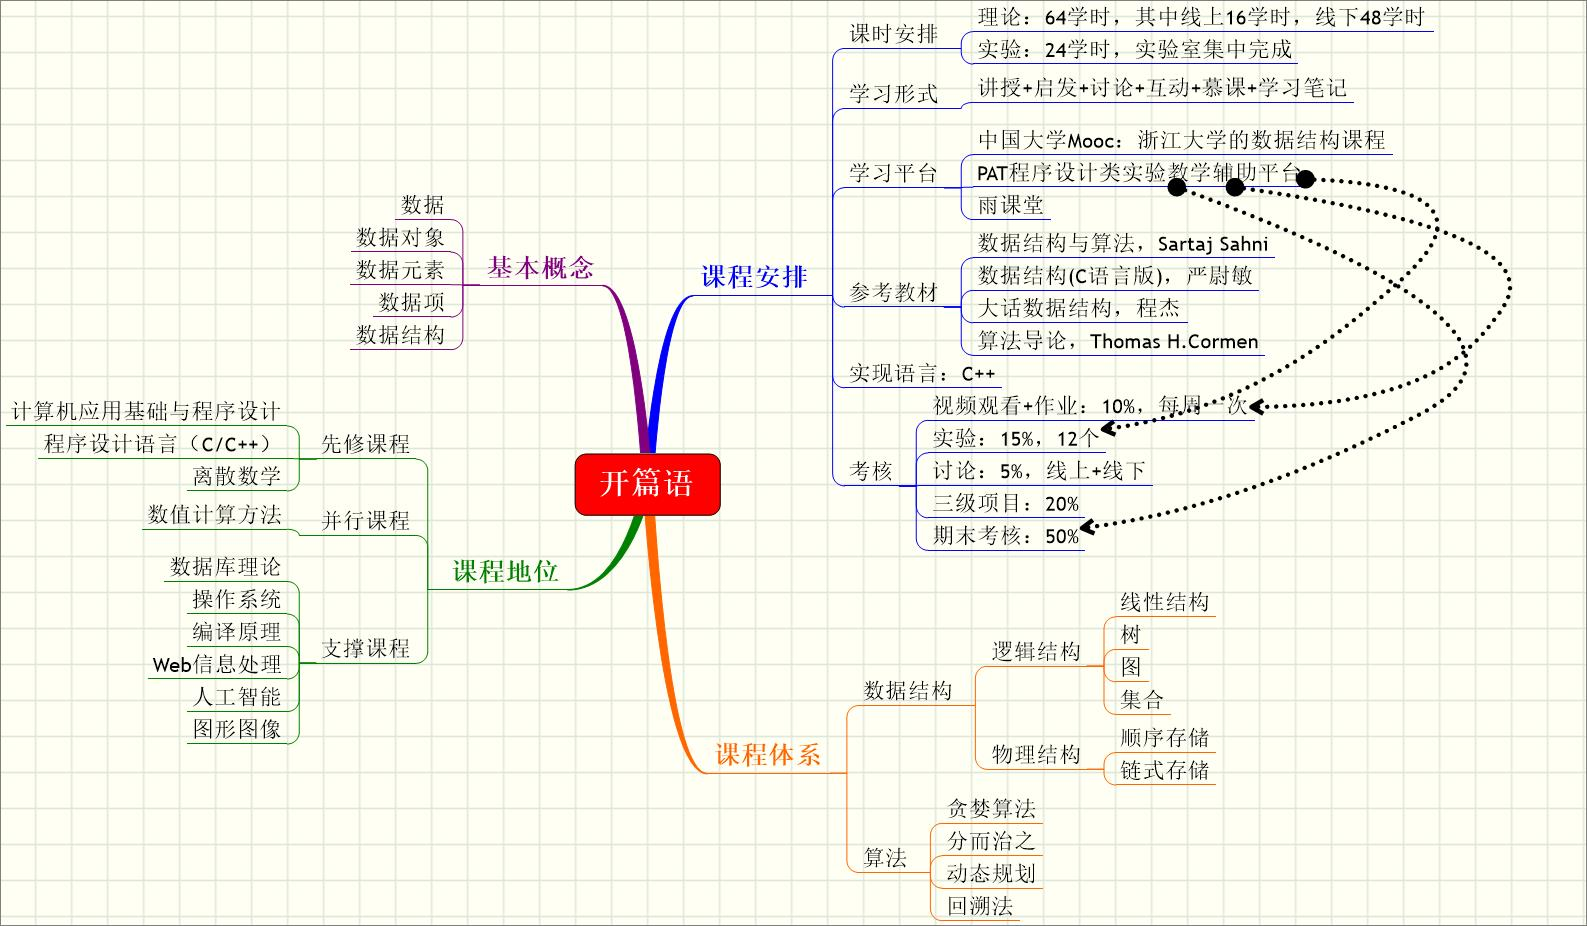 开篇语
基本概念
数据
数据对象
数据元素
数据项
数据结构
课程地位
先修课程
计算机应用基础与程序设计
程序设计语言（C/C++）
离散数学
并行课程
数值计算方法
支撑课程
数据库理论
操作系统
编译原理
Web信息处理
人工智能
图形图像
课程安排
课时安排
理论：64学时，其中线上16学时，线下48学时
实验：24学时，实验室集中完成
学习形式
讲授+启发+讨论+互动+慕课+学习笔记
学习平台
中国大学Mooc：浙江大学的数据结构课程
PAT程序设计类实验教学辅助平台
雨课堂
参考教材
数据结构与算法，Sartaj Sahni
数据结构(C语言版)，严尉敏
大话数据结构，程杰
算法导论，Thomas H.Cormen
实现语言：C++
考核
视频观看+作业：10%，每周一次
实验：15%，12个
讨论：5%，线上+线下
三级项目：20%
期末考核：50%
课程体系
数据结构
逻辑结构
线性结构
树
图
集合
物理结构
顺序存储
链式存储
算法
贪婪算法
分而治之
动态规划
回溯法